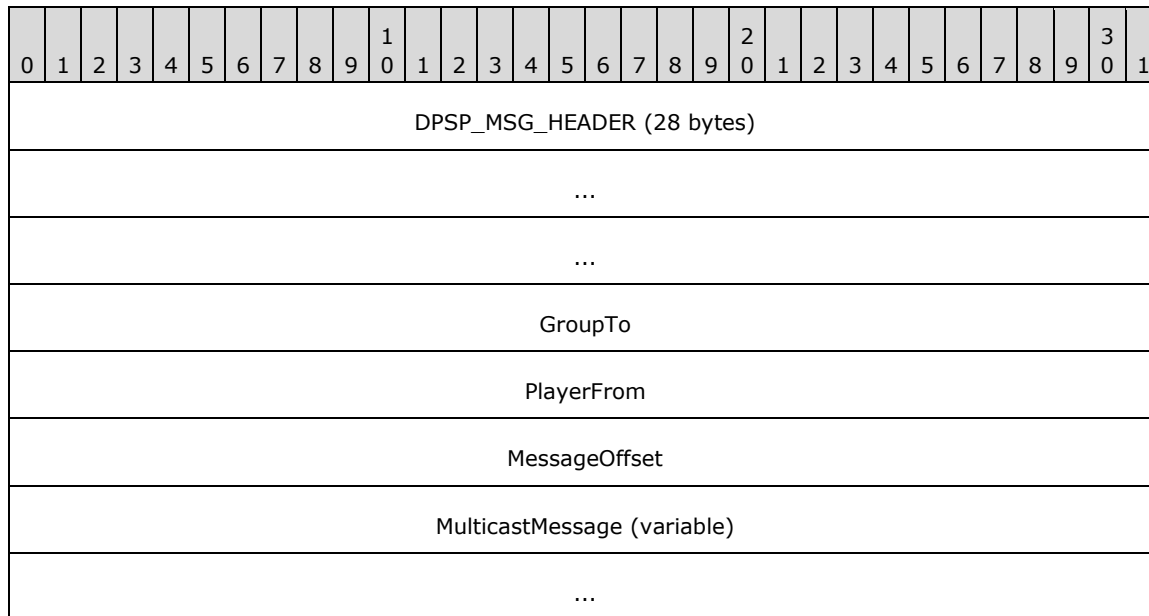 1 2 3
0 1 2 3 4 5 6 7 8 9 0 1 2 3 4 5 6 7 8 9 0 1 2 3 4 5 6 7 8 9 0 1
DPSP_MSG_HEADER (28 bytes)
...
...
GroupTo
PlayerFrom
MessageOffset
MulticastMessage (variable)
...